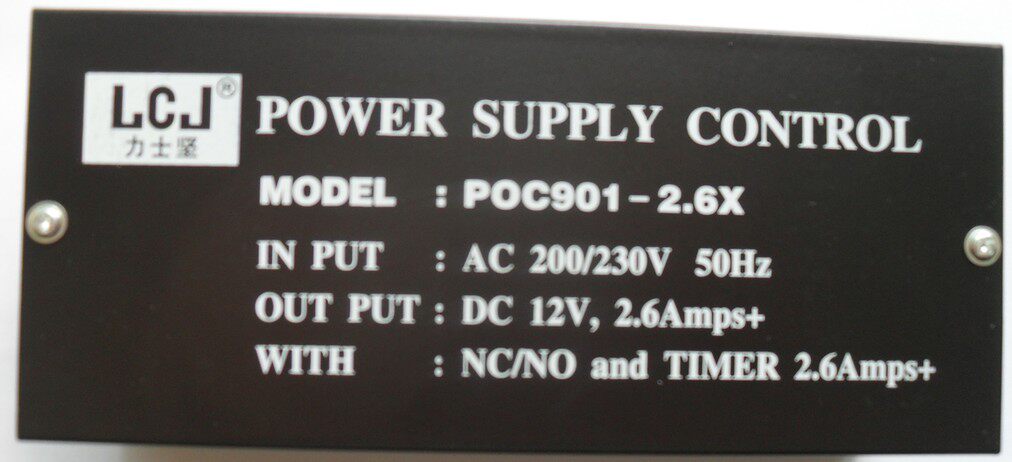 LCJ®
力士坚
POWER SUPPLY CONTROL
MODEL : POC901-2.6X
IN PUT : AC 200/230V 50Hz
OUT PUT : DC 12V, 2.6Amps+
WITH : NC/NO and TIMER 2.6Amps+